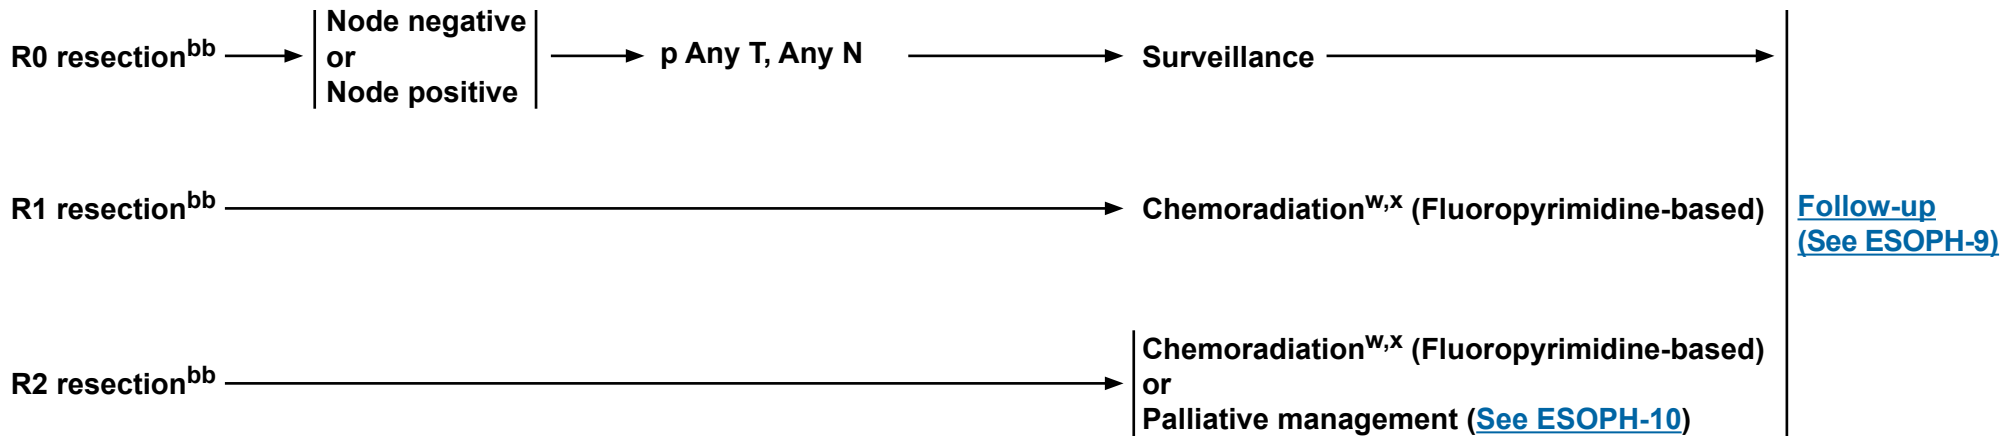 R0 resection^bb
Node negative
or
Node positive
p Any T, Any N
Surveillance
R1 resection^bb
Chemoradiation^w,x (Fluoropyrimidine-based)
R2 resection^bb
Chemoradiation^w,x (Fluoropyrimidine-based)
or
Palliative management (See ESOPH-10)
Follow-up
(See ESOPH-9)